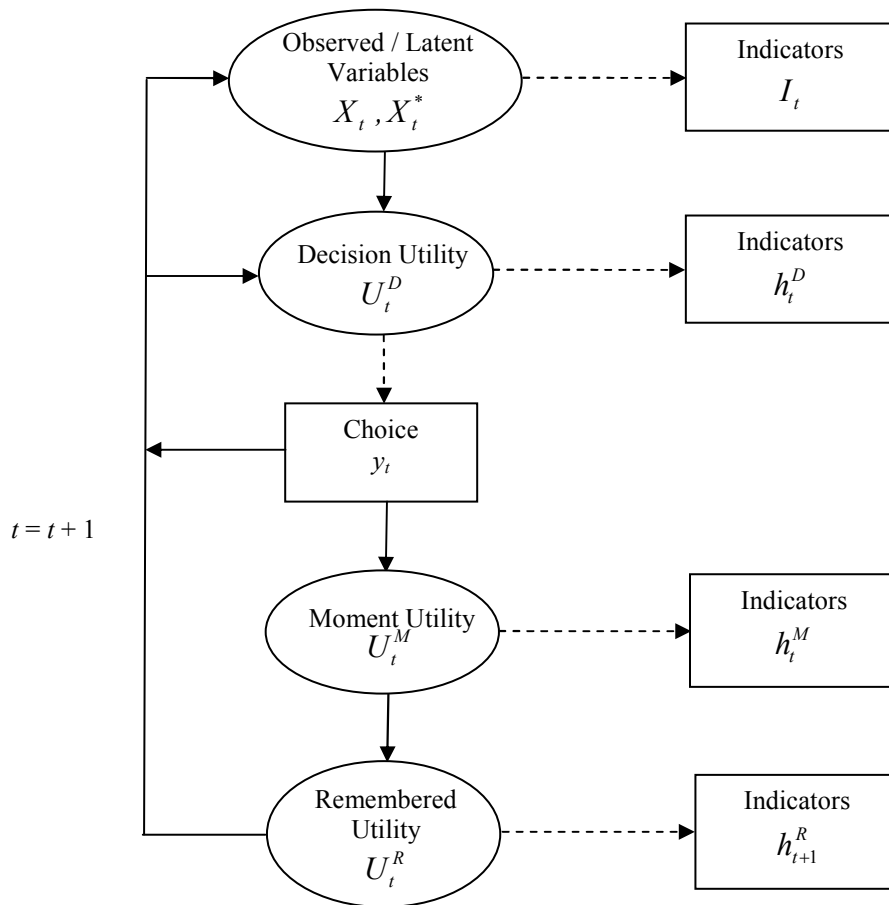 Observed / Latent
Variables
X_t , X_t^*
Indicators
I_t
Decision Utility
U_t^D
Indicators
h_t^D
Choice
y_t
t = t + 1
Moment Utility
U_t^M
Indicators
h_t^M
Remembered
Utility
U_t^R
Indicators
h_{t+1}^R